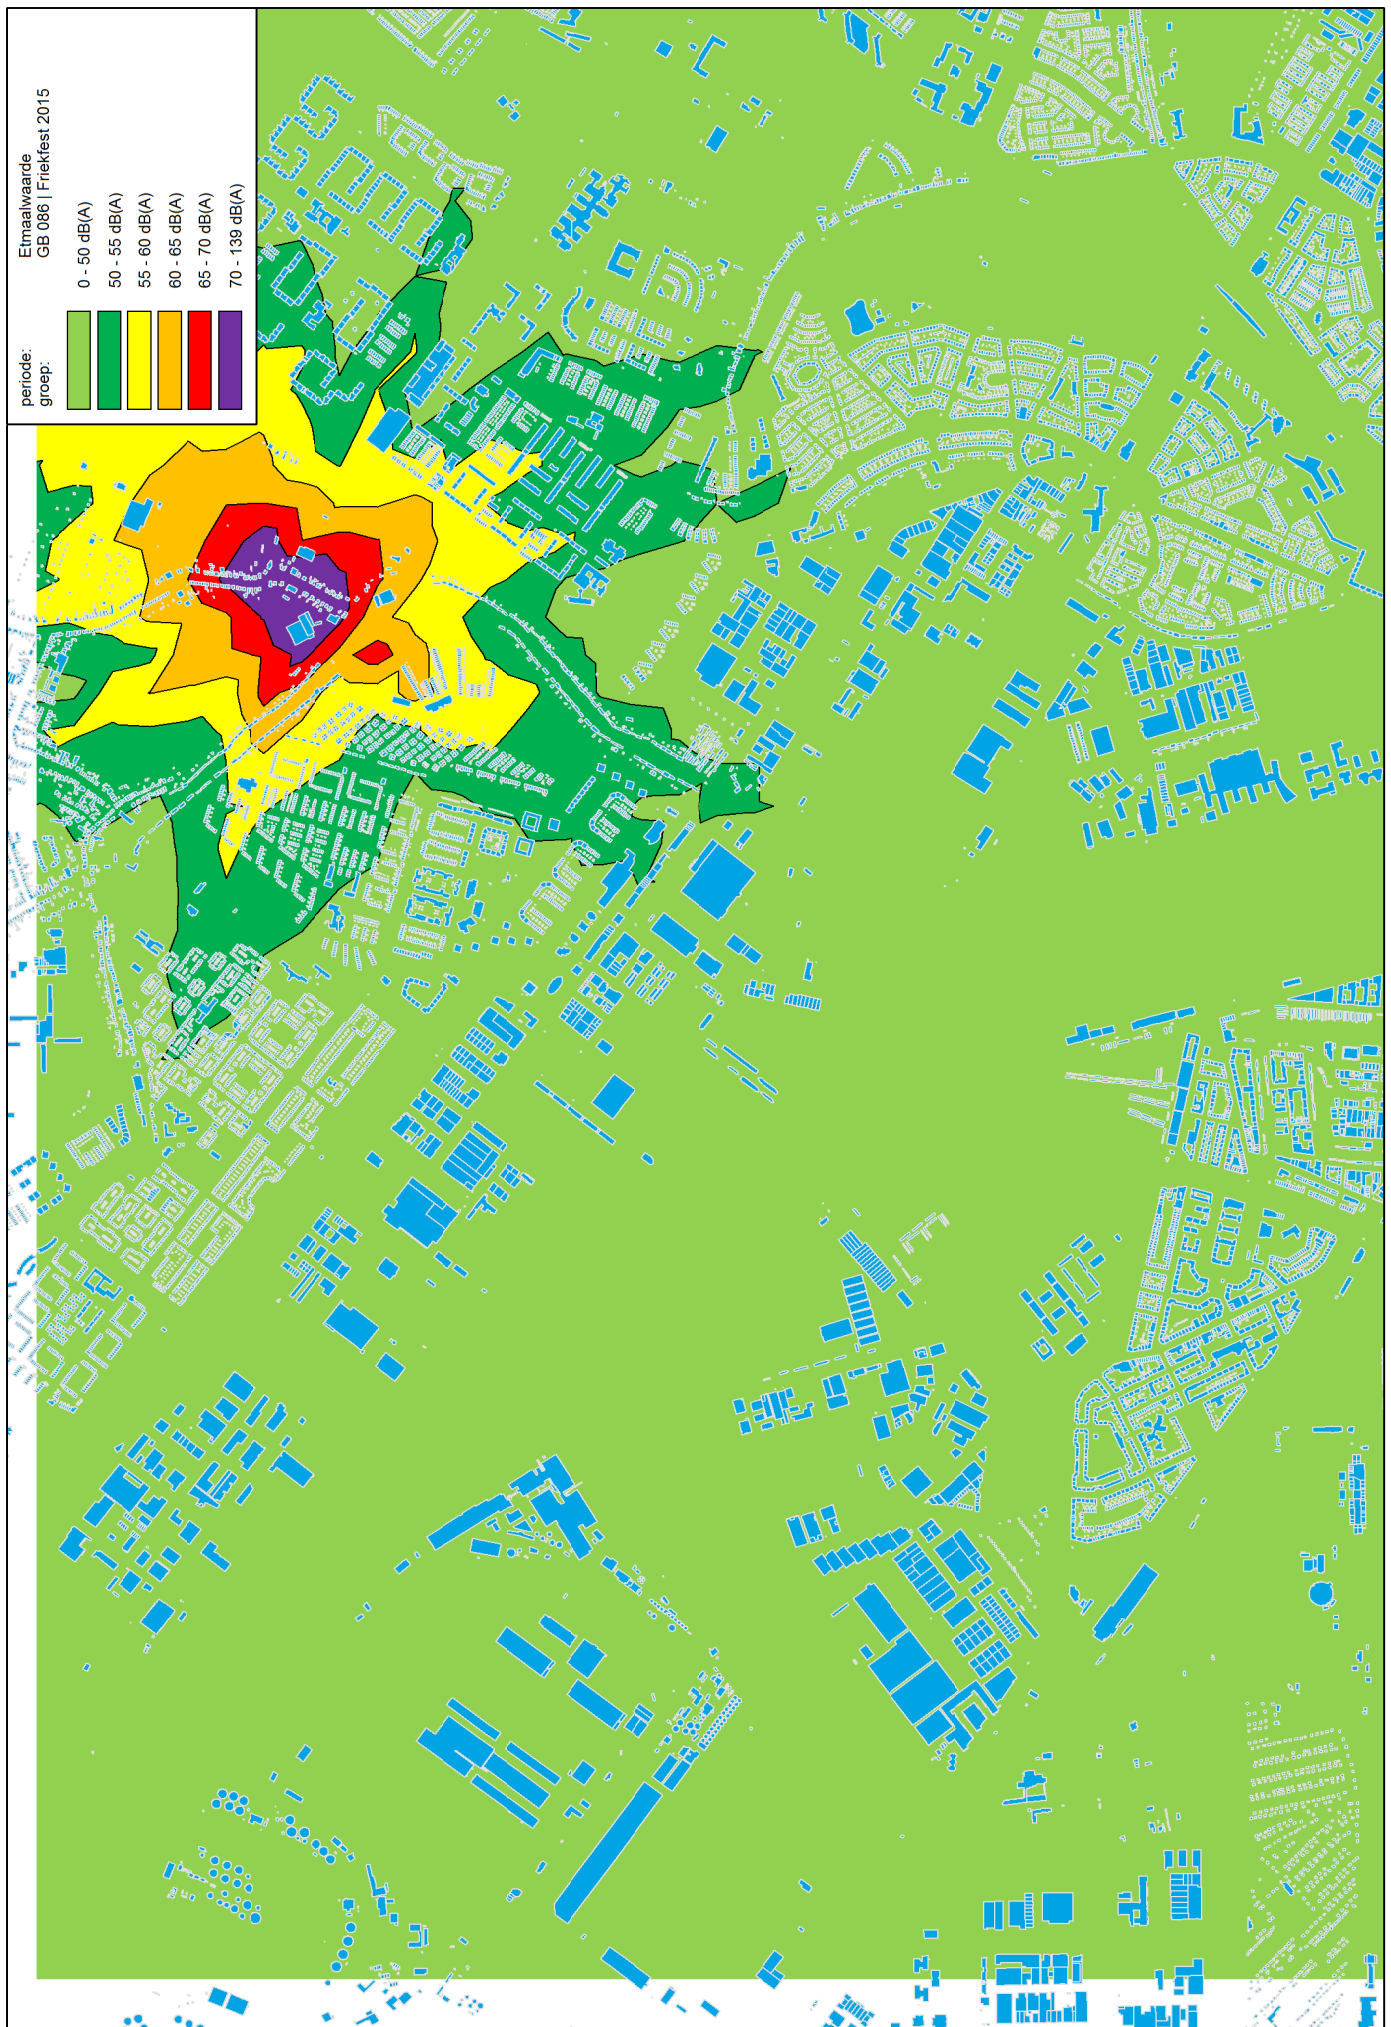 periode: Etmaalwaarde
groep: GB 086 | Friekfest 2015
0 - 50 dB(A)
50 - 55 dB(A)
55 - 60 dB(A)
60 - 65 dB(A)
65 - 70 dB(A)
70 - 139 dB(A)